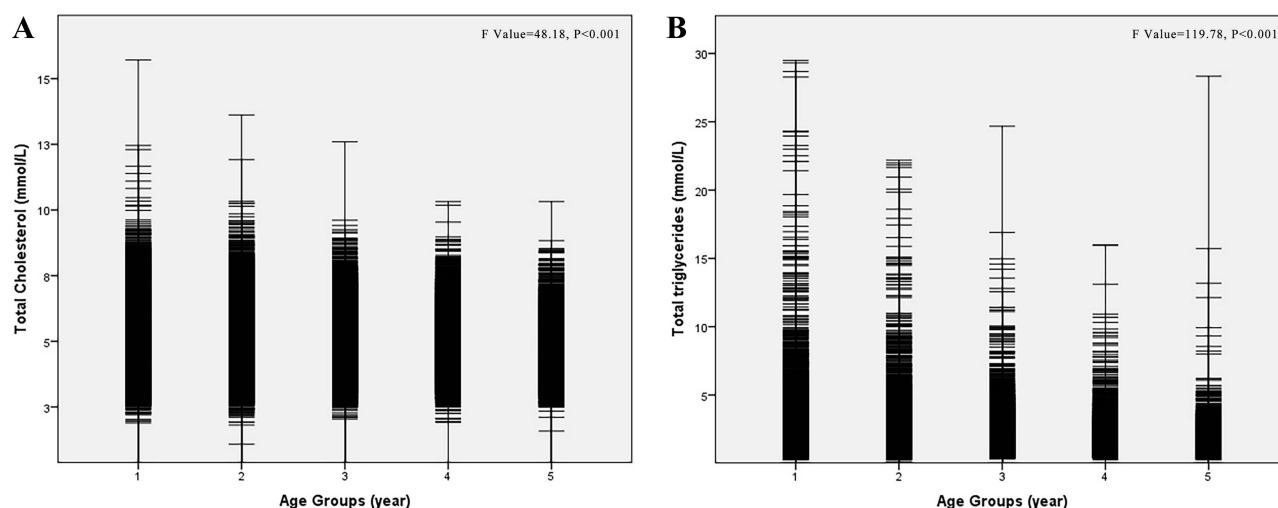 A
F Value=48.18, P<0.001
Total Cholesterol (mmol/L)
15
13
10
8
5
3
1 2 3 4 5
Age Groups (year)
B
F Value=119.78, P<0.001
Total triglycerides (mmol/L)
30
25
20
15
10
5
1 2 3 4 5
Age Groups (year)